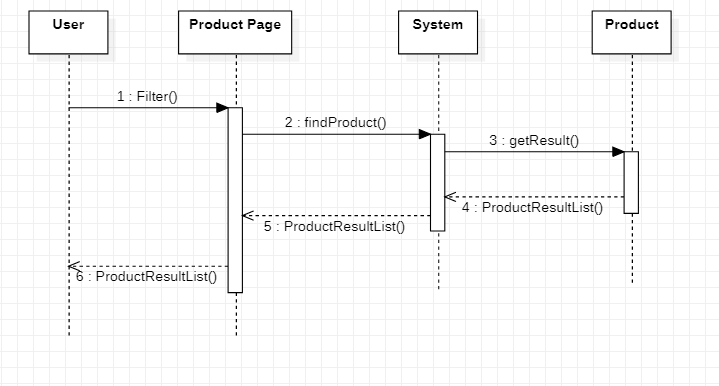 User
Product Page
System
Product
1 : Filter()
2 : findProduct()
3 : getResult()
4 : ProductResultList()
5 : ProductResultList()
6 : ProductResultList()